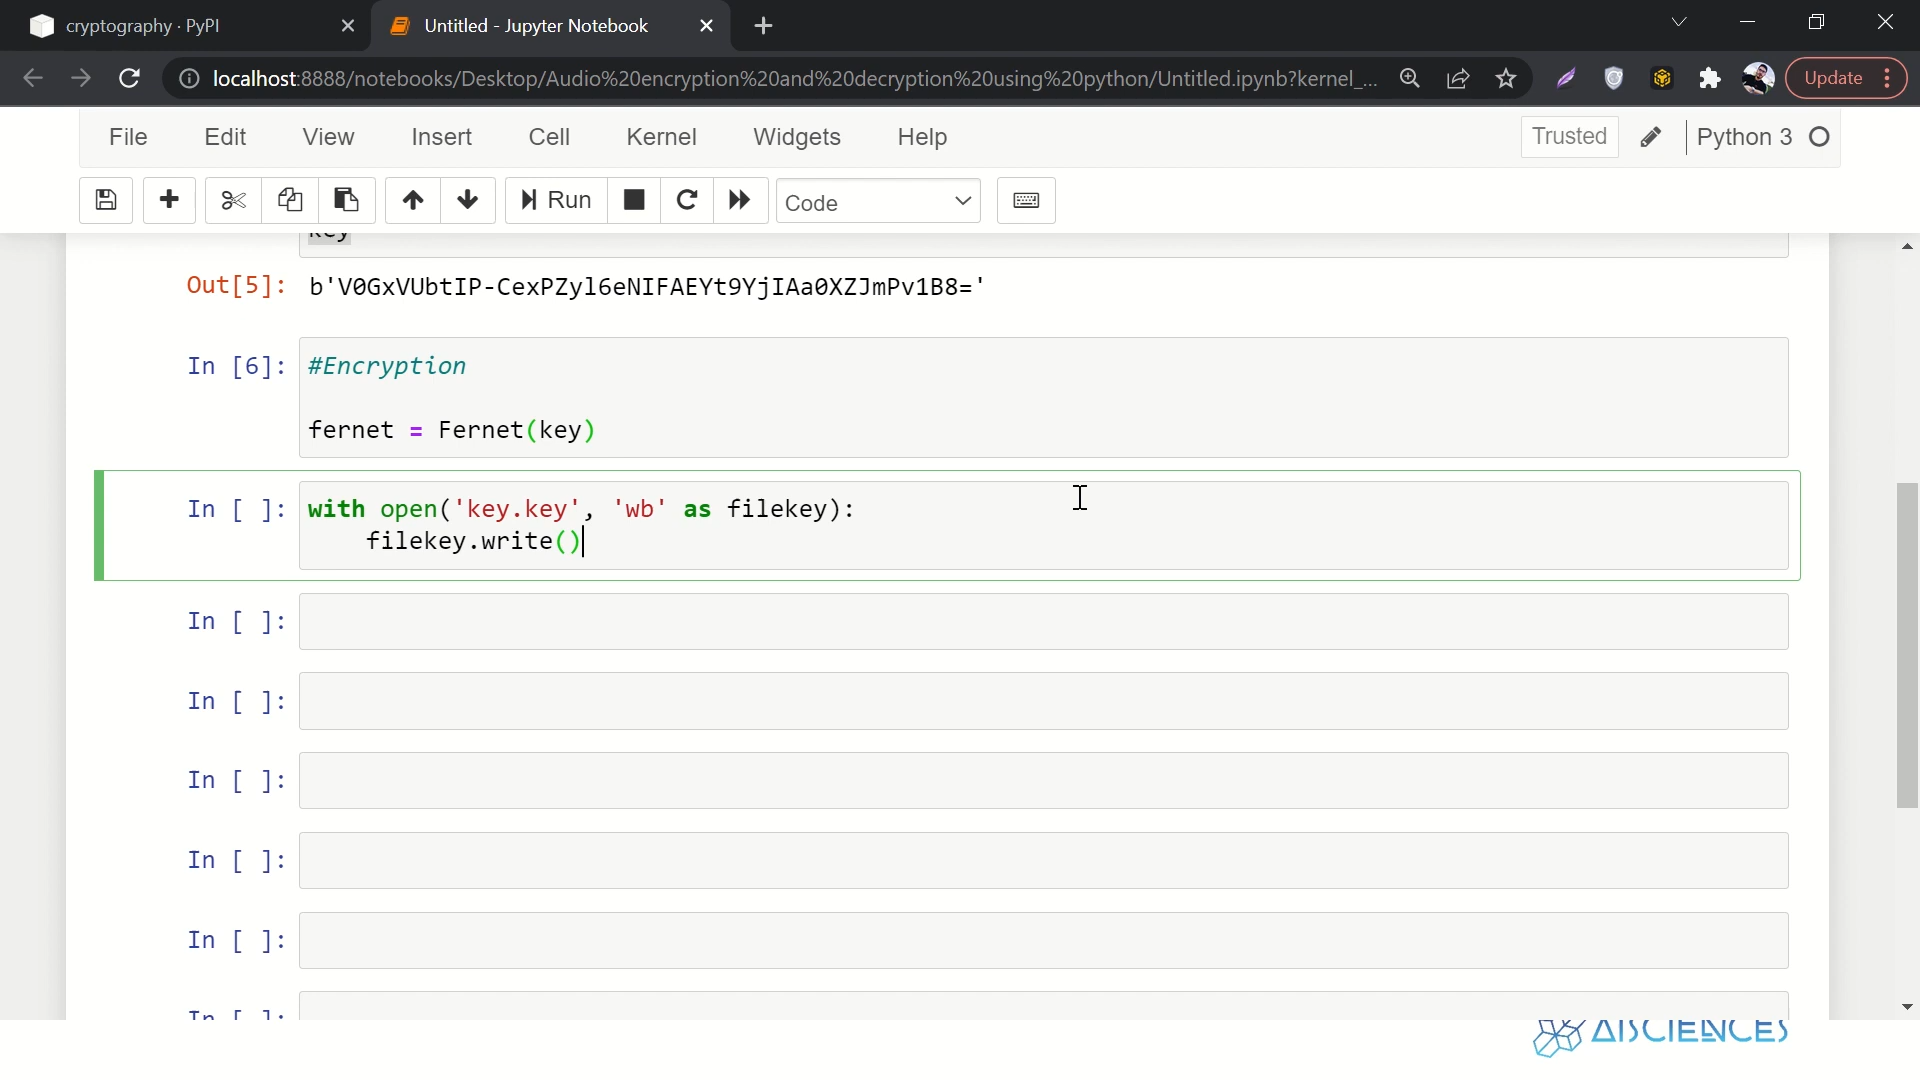 cryptography · PyPI
Untitled - Jupyter Notebook
localhost:8888/notebooks/Desktop/Audio%20encryption%20and%20decryption%20using%20python/Untitled.ipynb?kernel_...
Update
File Edit View Insert Cell Kernel Widgets Help
Trusted
Python 3
Run
Code
key
Out[5]: b'V0GxVUbtIP-CexPZyl6eNIFAEYt9YjIAa0XZJmPv1B8='
In [6]: #Encryption
fernet = Fernet(key)
In [ ]: with open('key.key', 'wb' as filekey):
filekey.write()
In [ ]:
In [ ]:
In [ ]:
In [ ]:
In [ ]:
In [ ]:
AISCIENCES